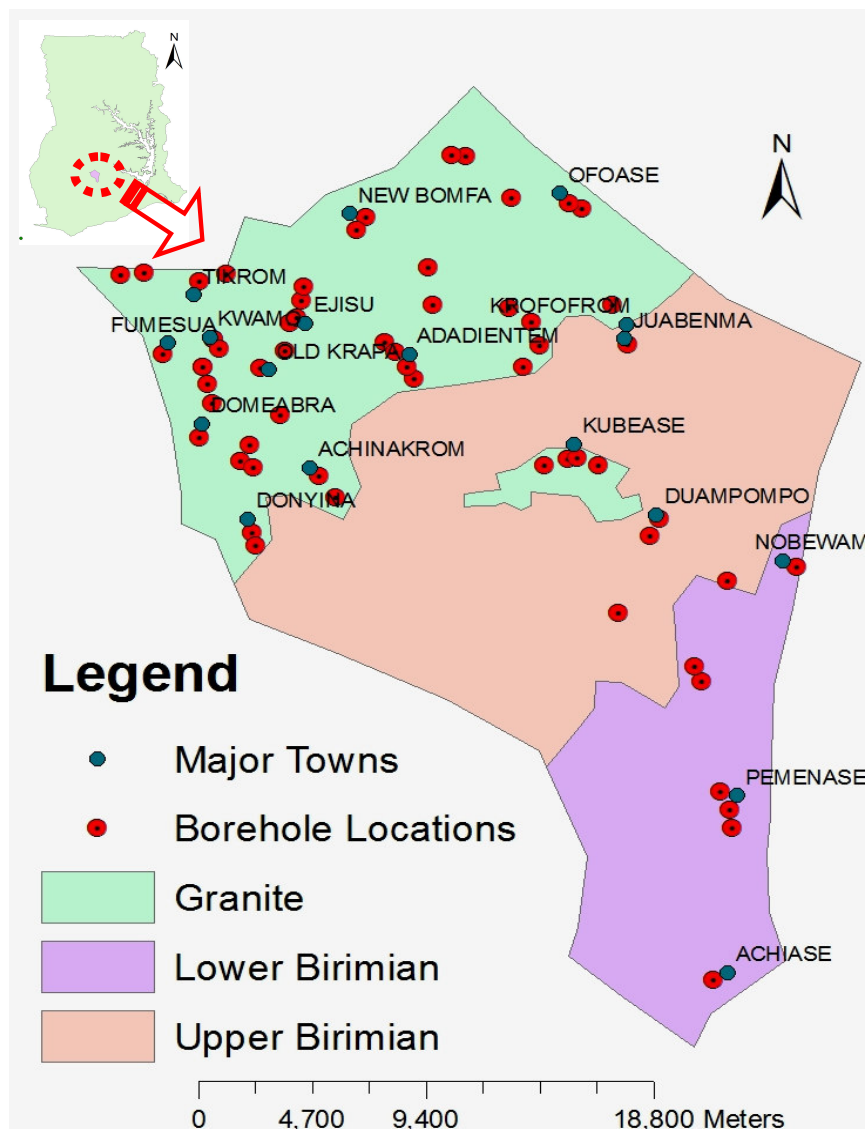 N
N
OFOASE
NEW BOMFA
TIKROM
EJISU
KROFOFROM
FUMESUA
KWAMO
JUABENMA
ADADIENTEM
OLD KRAPA
DOMEABRA
KUBEASE
ACHINAKROM
DONYINA
DUAMPOMPO
NOBEWAM
Legend
Major Towns
PEMENASE
Borehole Locations
Granite
Lower Birimian
ACHIASE
Upper Birimian
0 4,700 9,400 18,800 Meters